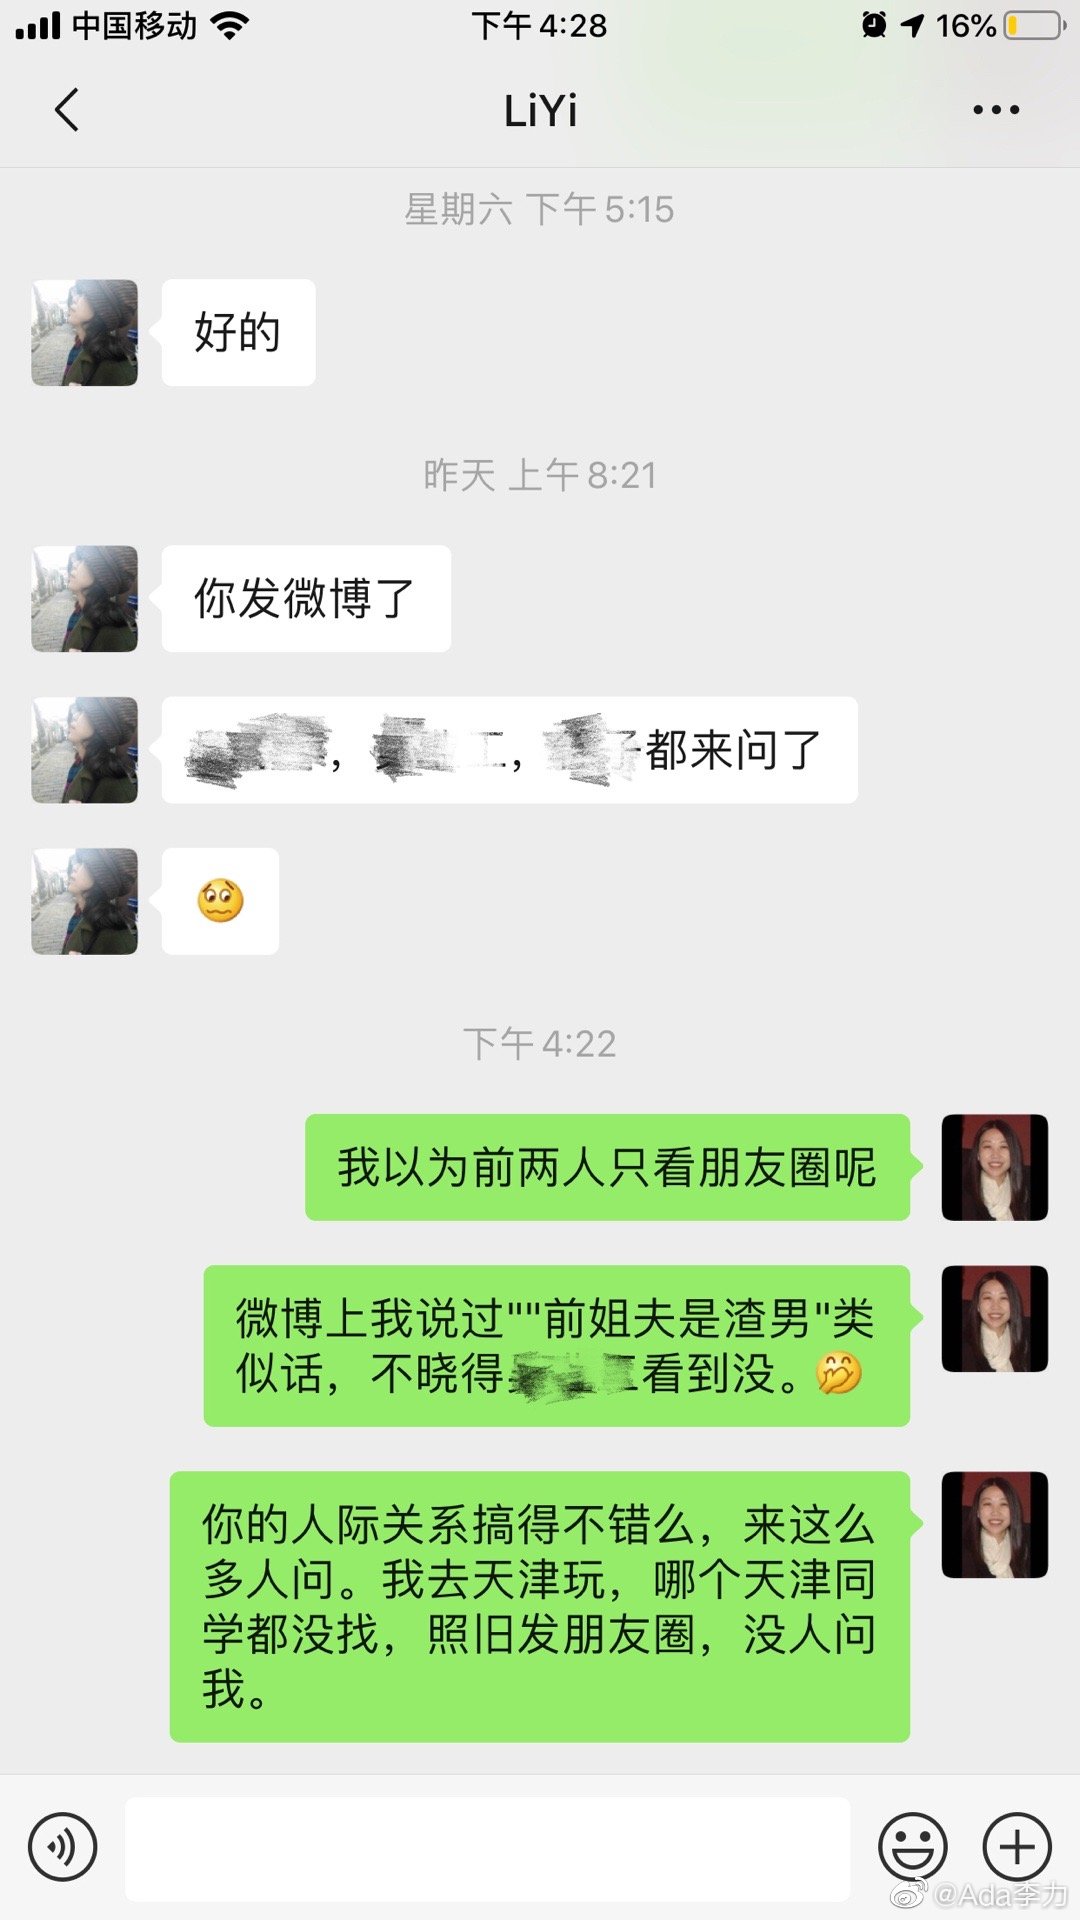 中国移动
下午 4:28
16%
LiYi
星期六 下午 5:15
好的
昨天 上午 8:21
你发微博了
，工，都来问了
下午 4:22
我以为前两人只看朋友圈呢
微博上我说过""前姐夫是渣男"类
似话，不晓得看到没。🤭
你的人际关系搞得不错么，来这么
多人问。我去天津玩，哪个天津同
学都没找，照旧发朋友圈，没人问
我。
@Ada李力